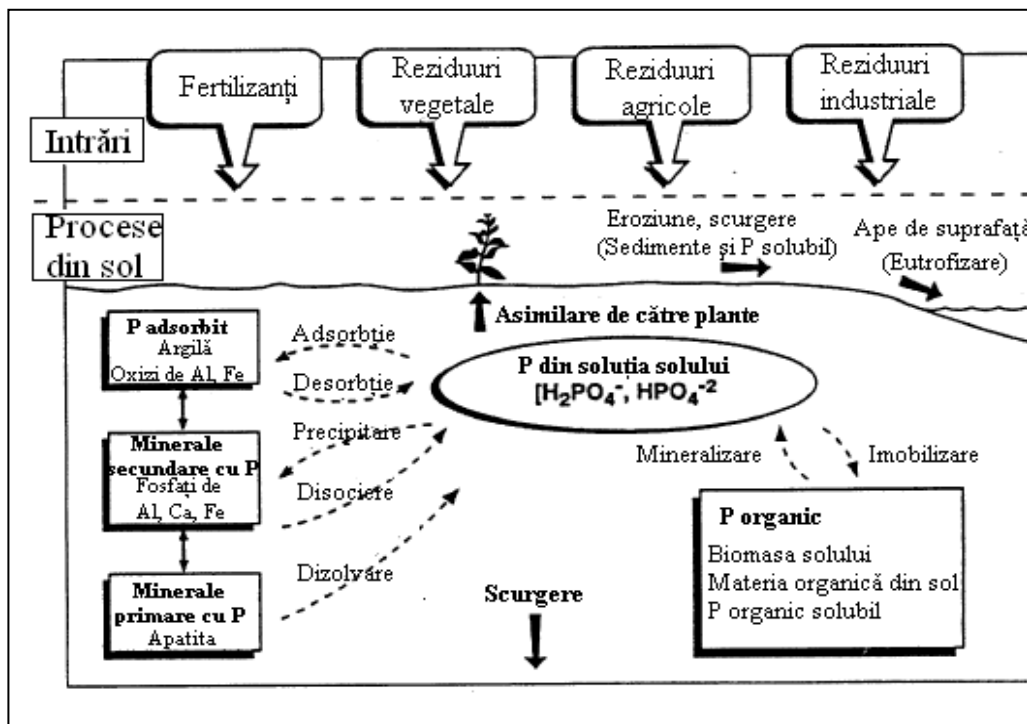 Fertilizanți
Reziduuri
vegetale
Reziduuri
agricole
Reziduuri
industriale
Intrări
Procese
din sol
Eroziune, scurgere
(Sedimente și P solubil)
Ape de suprafață
(Eutrofizare)
Asimilare de către plante
P adsorbit
Argilă
Oxizi de Al, Fe
Adsorbție
Desorbție
P din soluția solului
[H₂PO₄⁻, HPO₄⁻²
Minerale
secundare cu P
Fosfați de
Al, Ca, Fe
Precipitare
Disociere
Mineralizare
Imobilizare
P organic
Biomasa solului
Materia organică din sol
P organic solubil
Minerale
primare cu P
Apatita
Dizolvare
Scurgere